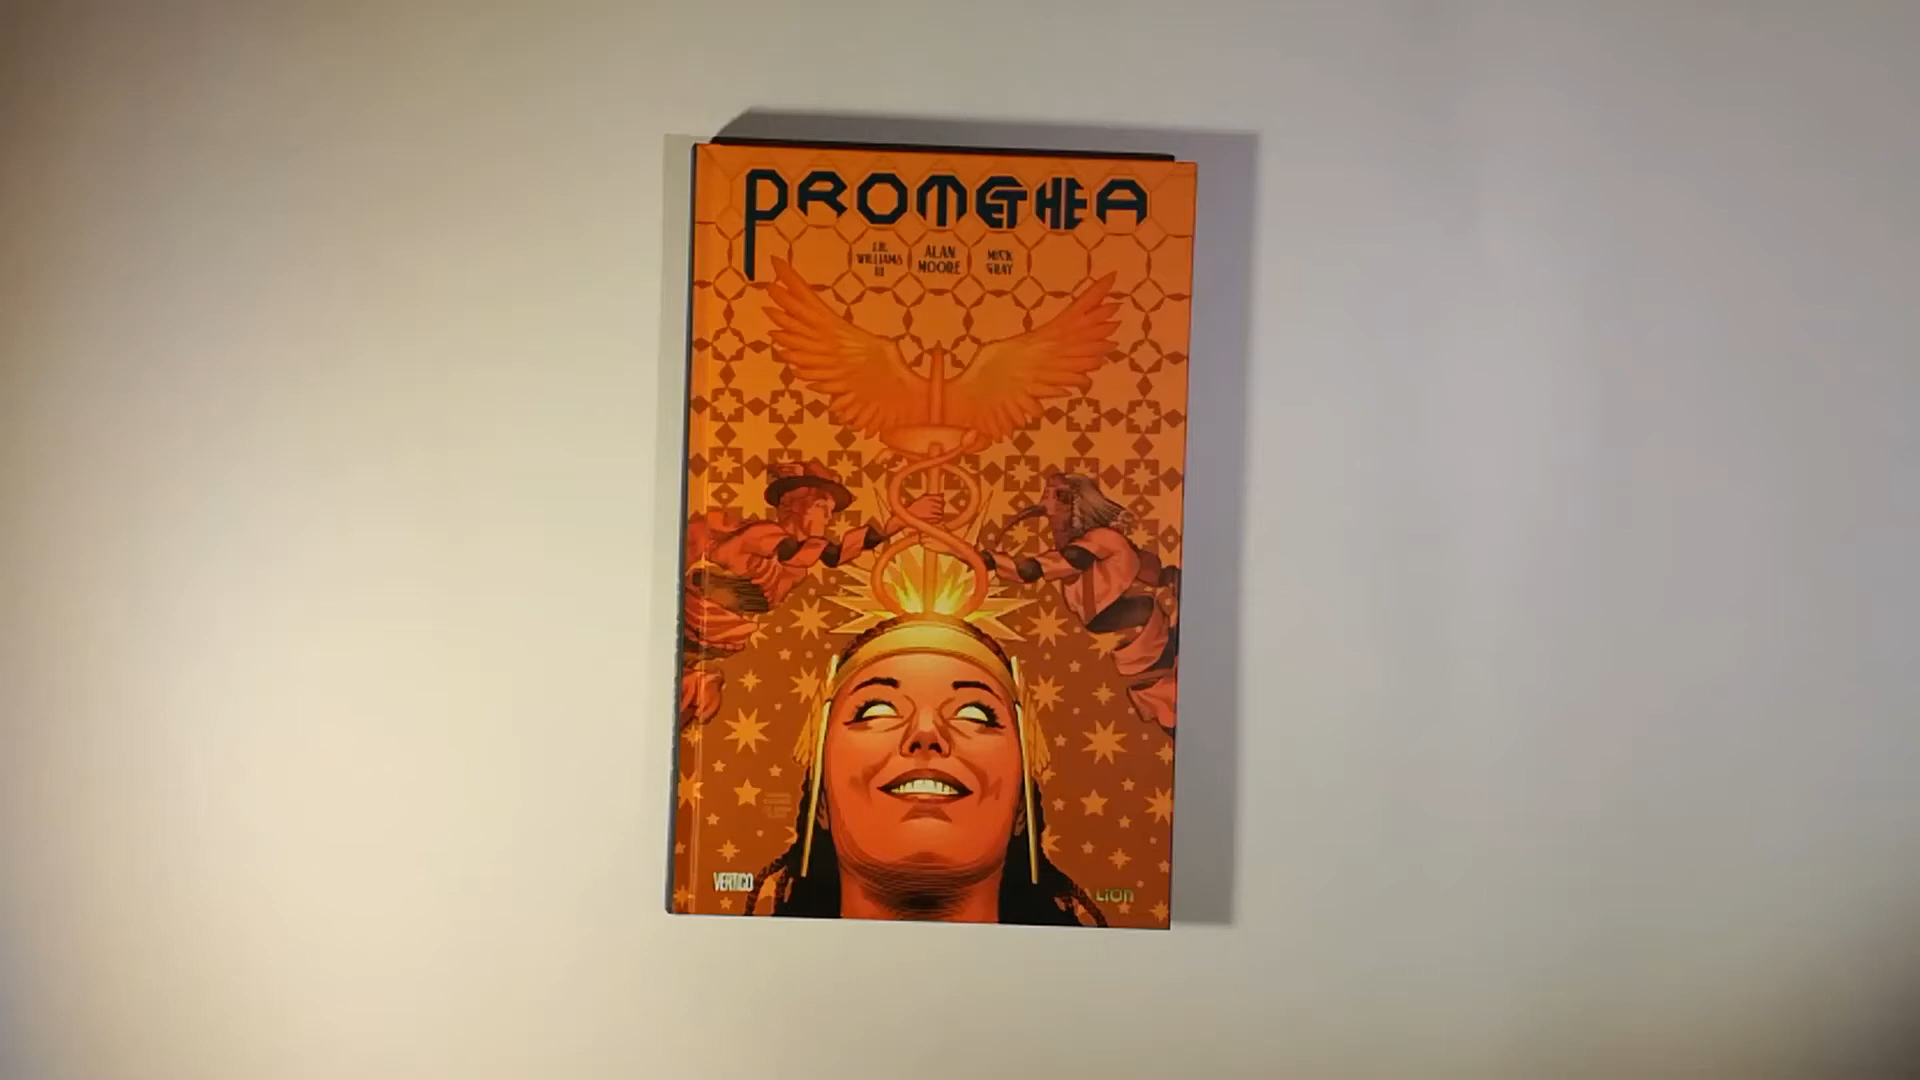 PROMETHEA
J.H.
WILLIAMS
III
ALAN
MOORE
MICK
GRAY
VERTIGO
LION